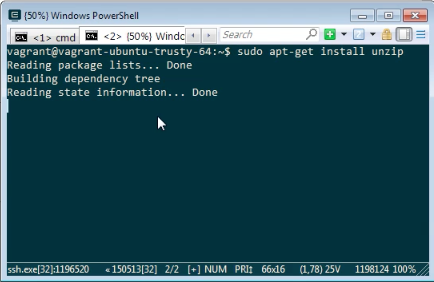 {50%} Windows PowerShell
<1> cmd
<2> {50%} Windc
Search
vagrant@vagrant-ubuntu-trusty-64:~$ sudo apt-get install unzip
Reading package lists... Done
Building dependency tree
Reading state information... Done
ssh.exe[32]:1196520 «150513[32] 2/2 [+] NUM PRI‡ 66x16 (1,78) 25V 1198124 100%